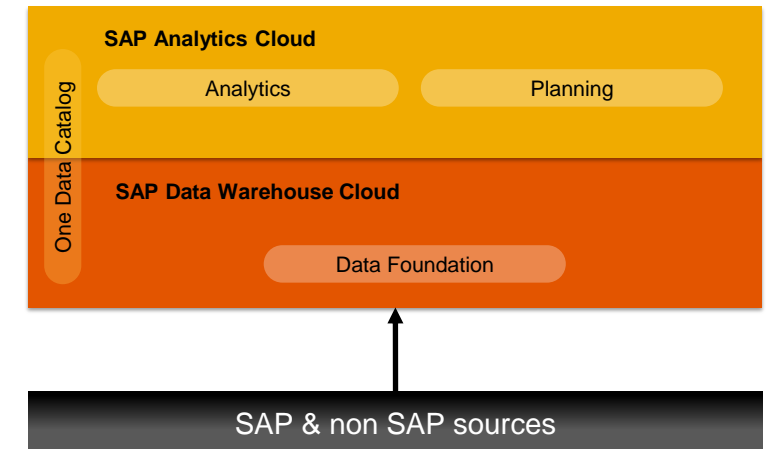 SAP Analytics Cloud
Analytics
Planning
One Data Catalog
SAP Data Warehouse Cloud
Data Foundation
SAP & non SAP sources